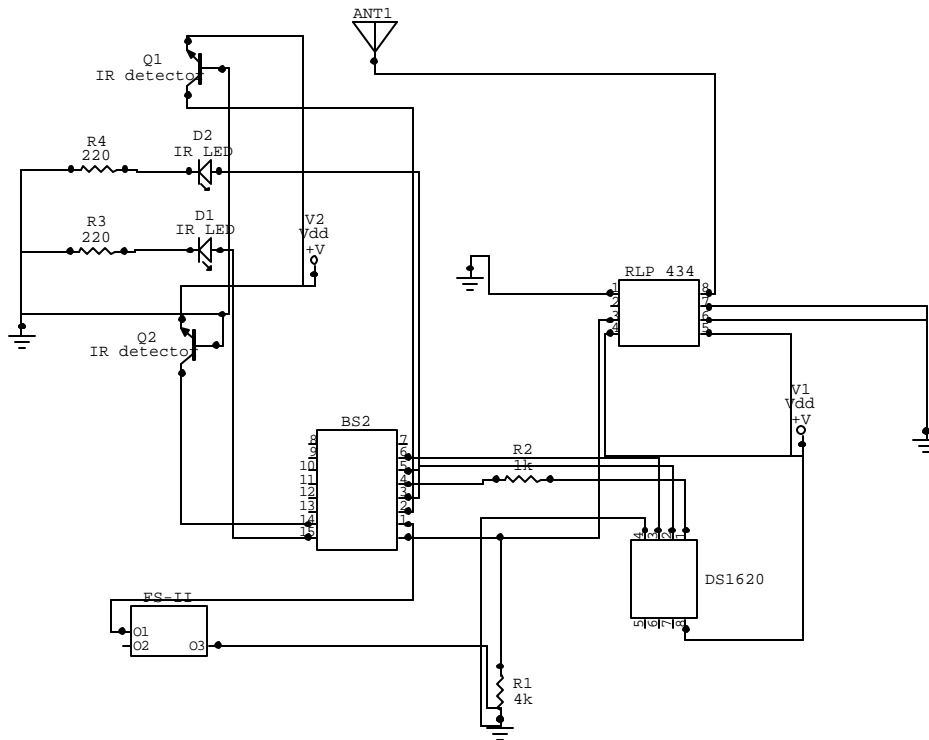 ANT1
Q1
IR detector
D2
IR LED
R4
220
D1
IR LED
R3
220
V2
Vdd
+V
Q2
IR detector
RLP 434
1
2
3
4
8
7
6
5
V1
Vdd
+V
BS2
8
9
10
11
12
13
14
15
7
6
5
4
3
2
1
R2
1k
4
3
2
1
DS1620
5
6
7
8
FS-II
O1
O2
O3
R1
4k